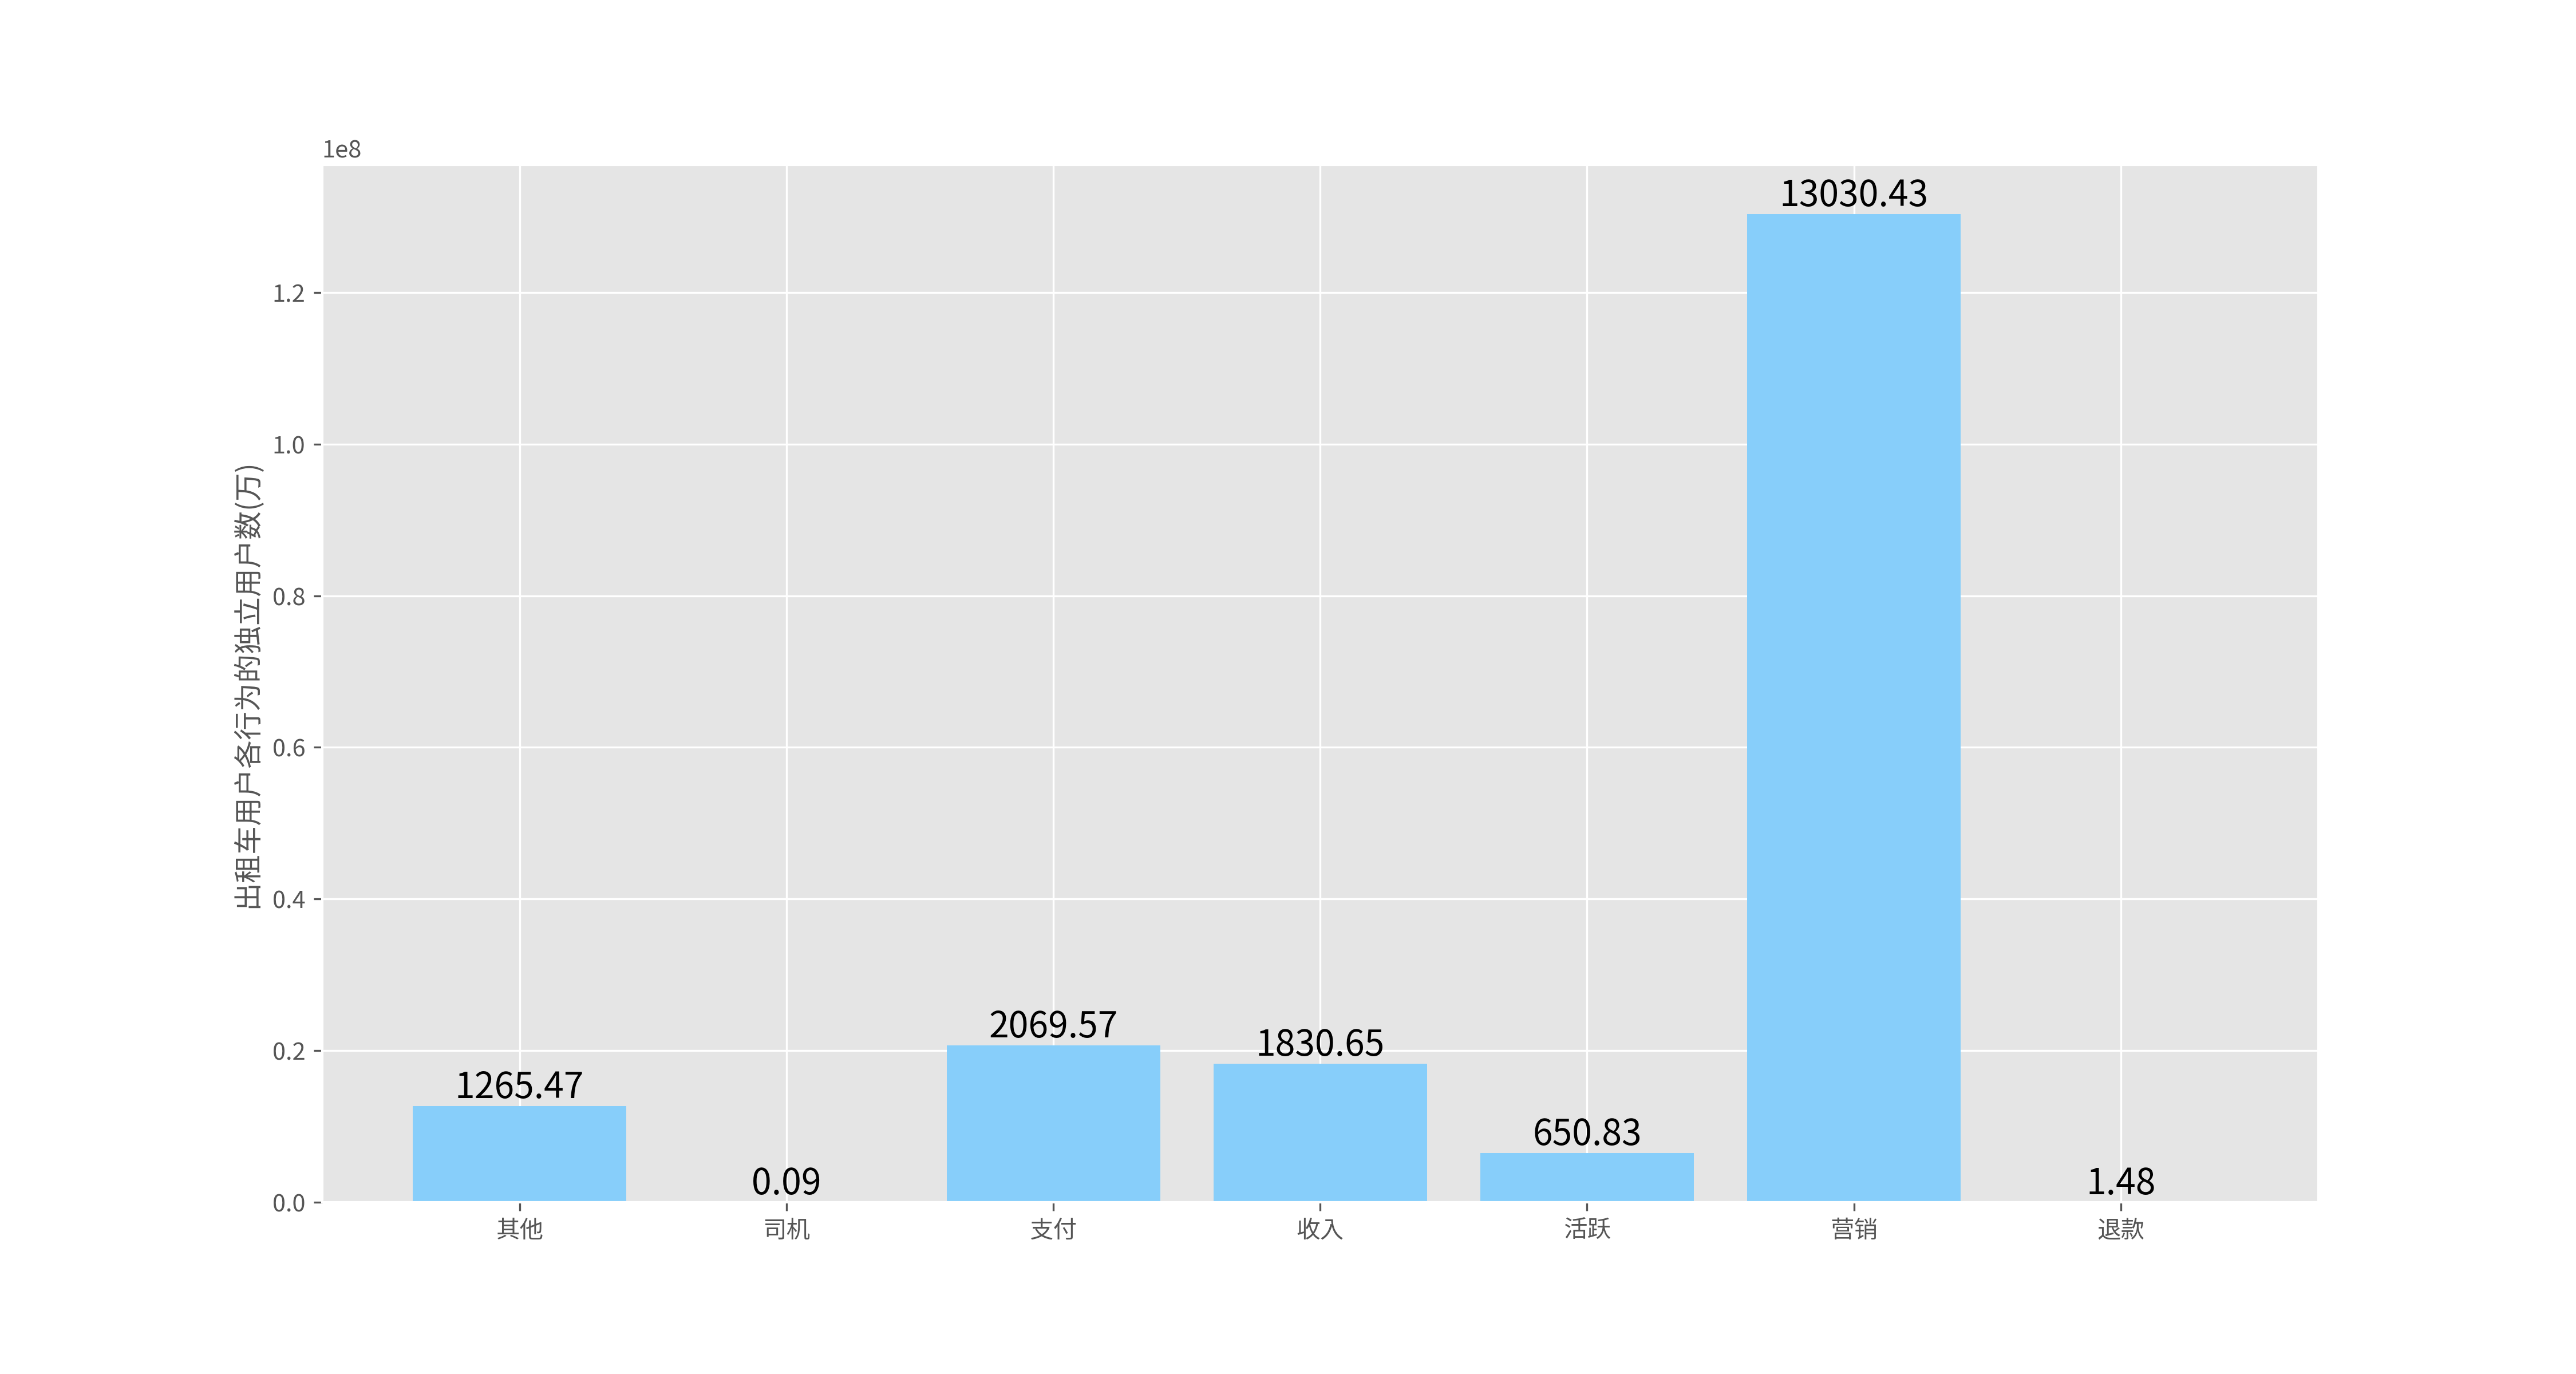 1e8
13030.43
1.2
1.0
0.8
0.6
0.4
0.2
0.0
出租车用户各行为的独立用户数(万)
1265.47
0.09
2069.57
1830.65
650.83
1.48
其他
司机
支付
收入
活跃
营销
退款